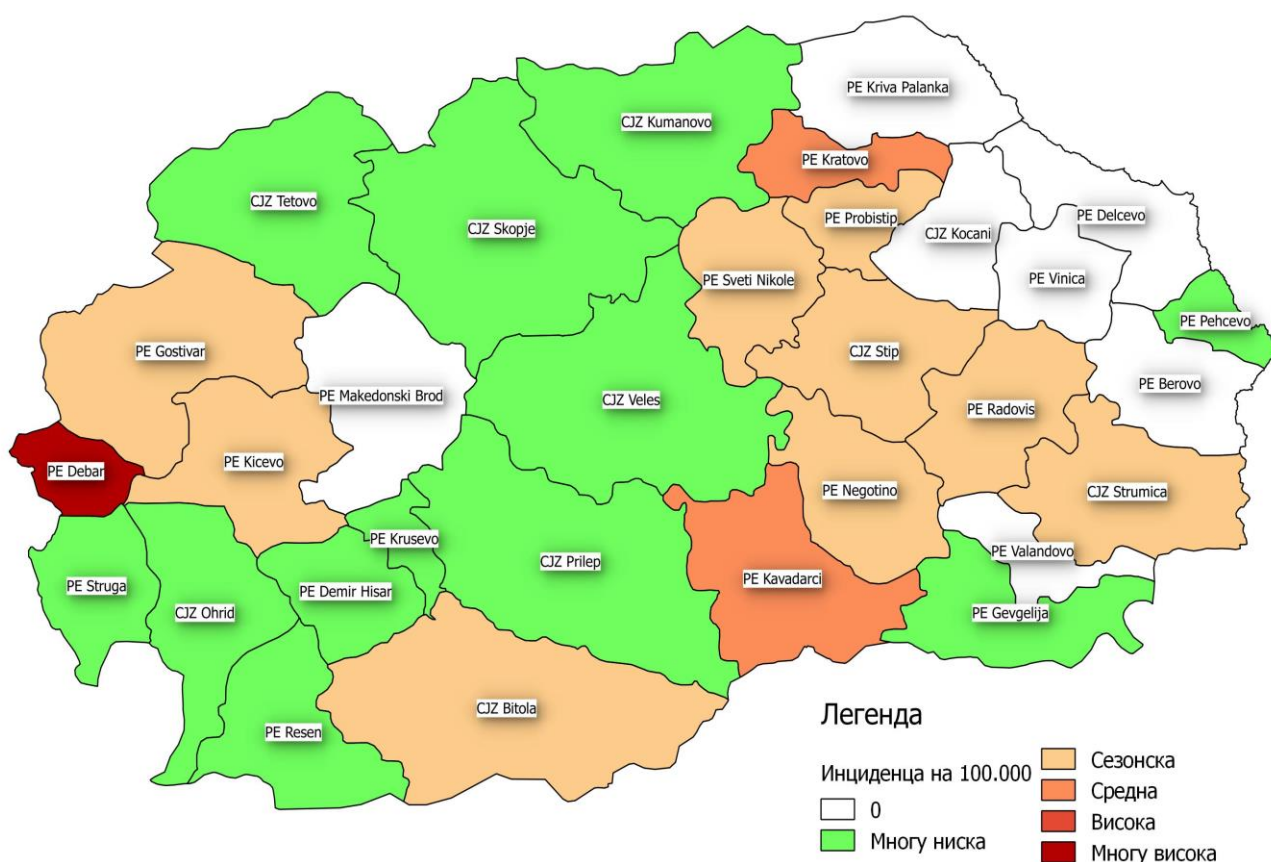 PE Kriva Palanka
CJZ Kumanovo
PE Kratovo
CJZ Tetovo
PE Probistip
PE Delcevo
CJZ Skopje
CJZ Kocani
PE Sveti Nikole
PE Vinica
PE Pehcevo
PE Gostivar
CJZ Stip
PE Berovo
PE Makedonski Brod
CJZ Veles
PE Radovis
PE Debar
PE Kicevo
PE Negotino
CJZ Strumica
PE Krusevo
PE Valandovo
CJZ Prilep
PE Struga
PE Demir Hisar
PE Kavadarci
CJZ Ohrid
PE Gevgelija
CJZ Bitola
PE Resen
Легенда
Инциденца на 100.000
0
Многу ниска
Сезонска
Средна
Висока
Многу висока